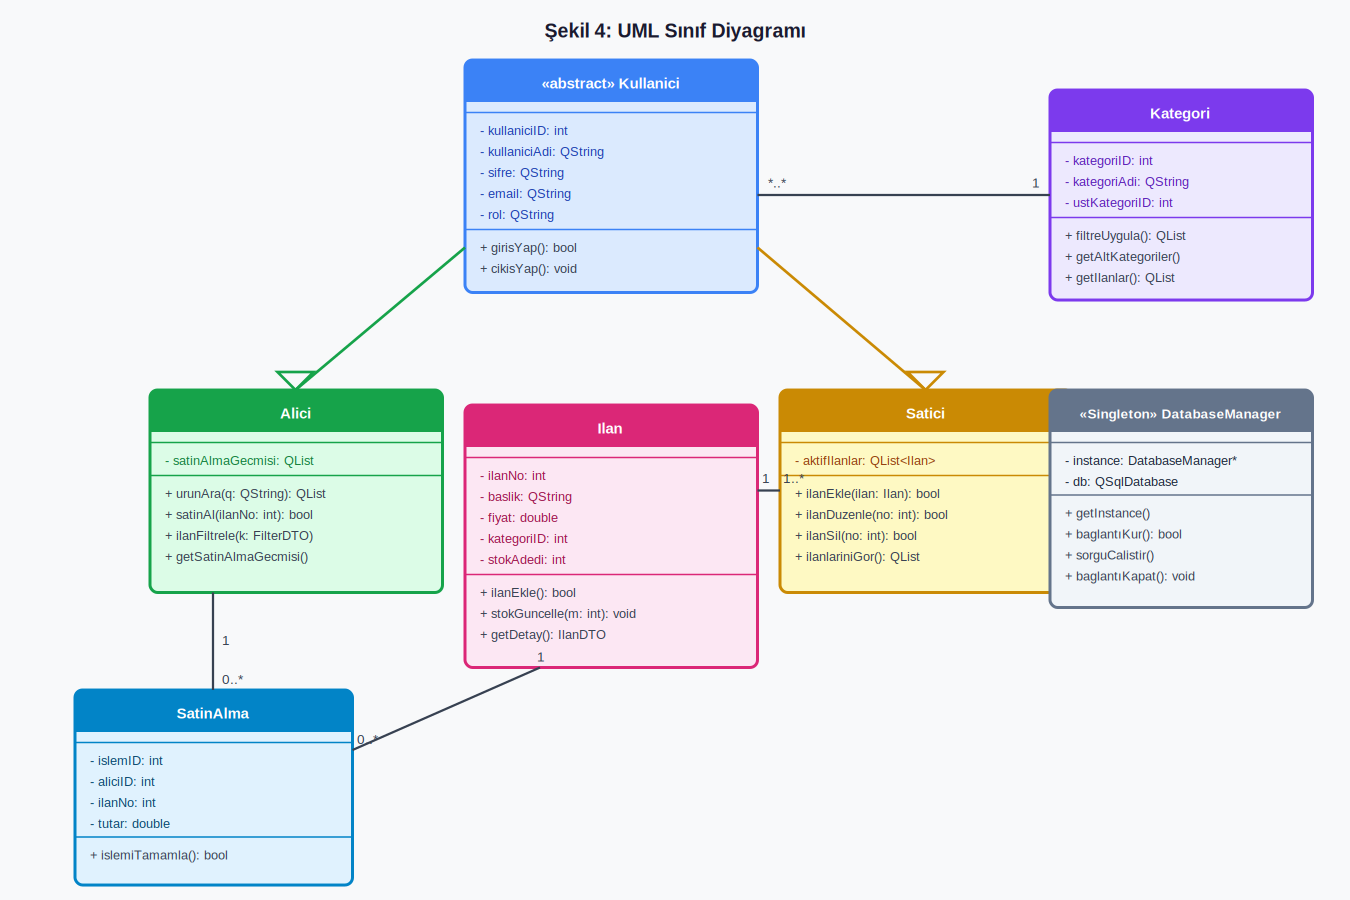 Şekil 4: UML Sınıf Diyagramı
«abstract» Kullanici
- kullaniciID: int
- kullaniciAdi: QString
- sifre: QString
- email: QString
- rol: QString
+ girisYap(): bool
+ cikisYap(): void
*..*
1
Kategori
- kategoriID: int
- kategoriAdi: QString
- ustKategoriID: int
+ filtreUygula(): QList
+ getAltKategoriler()
+ getIlanlar(): QList
Alici
- satinAlmaGecmisi: QList
+ urunAra(q: QString): QList
+ satinAl(ilanNo: int): bool
+ ilanFiltrele(k: FilterDTO)
+ getSatinAlmaGecmisi()
Ilan
- ilanNo: int
- baslik: QString
- fiyat: double
- kategoriID: int
- stokAdedi: int
+ ilanEkle(): bool
+ stokGuncelle(m: int): void
+ getDetay(): IlanDTO
1
1..*
Satici
- aktifIlanlar: QList<Ilan>
+ ilanEkle(ilan: Ilan): bool
+ ilanDuzenle(no: int): bool
+ ilanSil(no: int): bool
+ ilanlariniGor(): QList
«Singleton» DatabaseManager
- instance: DatabaseManager*
- db: QSqlDatabase
+ getInstance()
+ baglantıKur(): bool
+ sorguCalistir()
+ baglantıKapat(): void
1
0..*
1
0..*
SatinAlma
- islemID: int
- aliciID: int
- ilanNo: int
- tutar: double
+ islemiTamamla(): bool